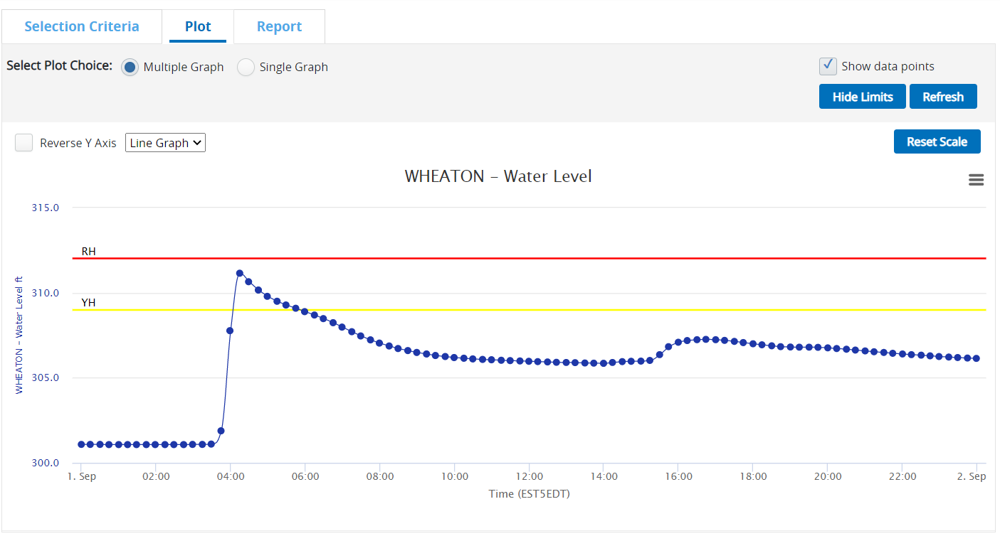 Selection Criteria Plot Report
Select Plot Choice: Multiple Graph Single Graph Show data points
Hide Limits Refresh
Reverse Y Axis Line Graph Reset Scale
WHEATON – Water Level
315.0
RH
310.0
YH
305.0
300.0
WHEATON - Water Level ft
1. Sep 02:00 04:00 06:00 08:00 10:00 12:00 14:00 16:00 18:00 20:00 22:00 2. Sep
Time (EST5EDT)